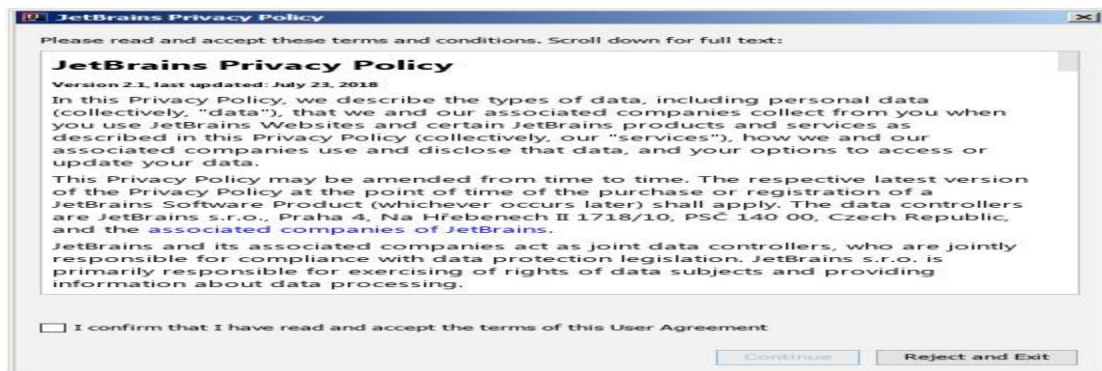 JetBrains Privacy Policy
Please read and accept these terms and conditions. Scroll down for full text:
JetBrains Privacy Policy
Version 2.1, last updated: July 23, 2018
In this Privacy Policy, we describe the types of data, including personal data
(collectively, "data"), that we and our associated companies collect from you when
you use JetBrains Websites and certain JetBrains products and services as
described in this Privacy Policy (collectively, our "services"), how we and our
associated companies use and disclose that data, and your options to access or
update your data.
This Privacy Policy may be amended from time to time. The respective latest version
of the Privacy Policy at the point of time of the purchase or registration of a
JetBrains Software Product (whichever occurs later) shall apply. The data controllers
are JetBrains s.r.o., Praha 4, Na Hřebenech II 1718/10, PSČ 140 00, Czech Republic,
and the associated companies of JetBrains.
JetBrains and its associated companies act as joint data controllers, who are jointly
responsible for compliance with data protection legislation. JetBrains s.r.o. is
primarily responsible for exercising of rights of data subjects and providing
information about data processing.
I confirm that I have read and accept the terms of this User Agreement
Continue Reject and Exit